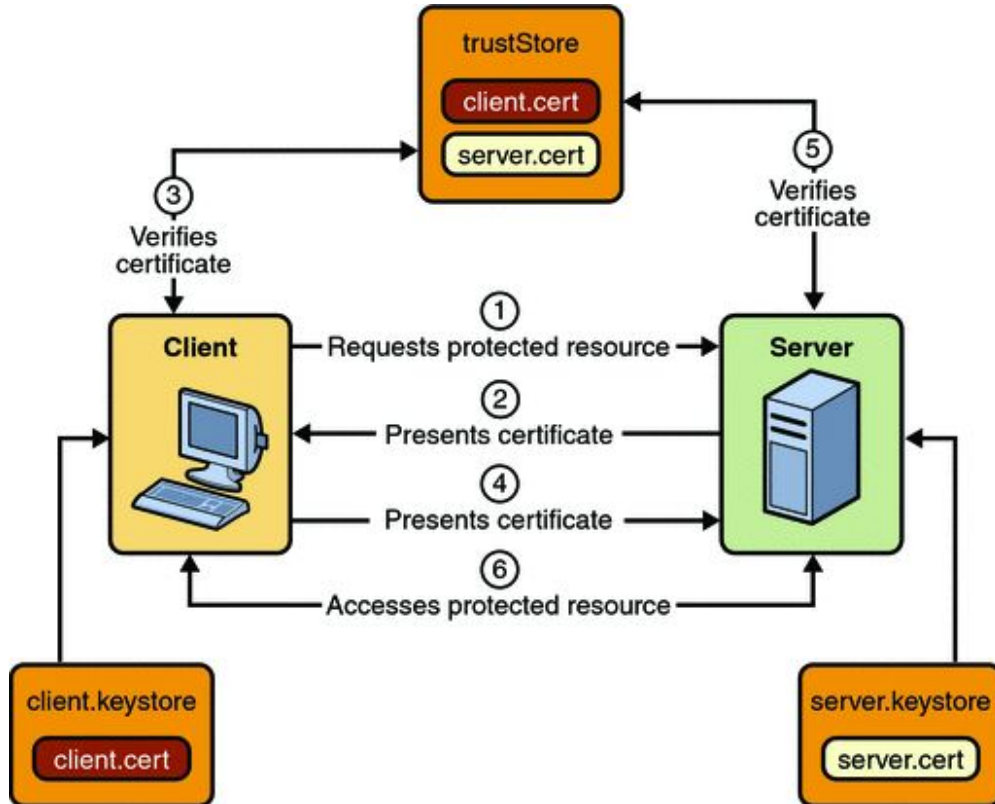 trustStore
client.cert
server.cert
3
Verifies
certificate
5
Verifies
certificate
Client
1
Requests protected resource
Server
2
Presents certificate
4
Presents certificate
6
Accesses protected resource
client.keystore
client.cert
server.keystore
server.cert